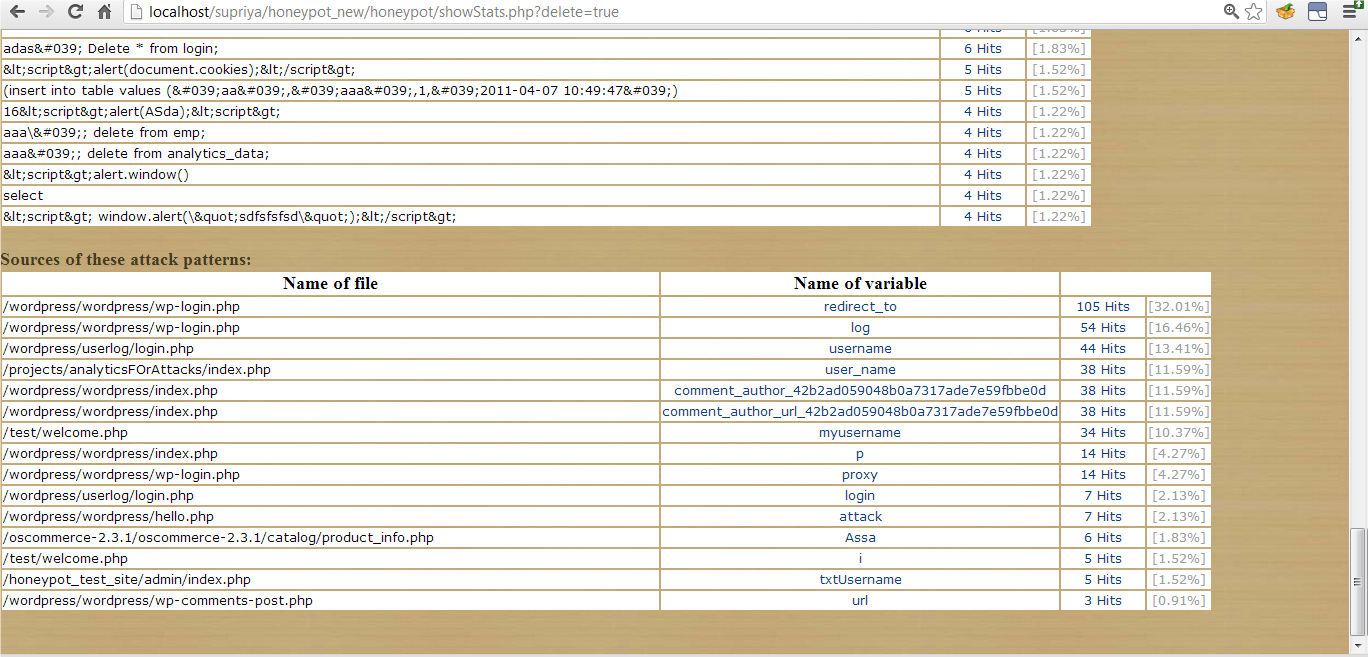 localhost/supriya/honeypot_new/honeypot/showStats.php?delete=true
adas&#039; Delete * from login; 6 Hits [1.83%]
&lt;script&gt;alert(document.cookies);&lt;/script&gt; 5 Hits [1.52%]
(insert into table values (&#039;aa&#039;,&#039;aaa&#039;,1,&#039;2011-04-07 10:49:47&#039;) 5 Hits [1.52%]
16&lt;script&gt;alert(ASda);&lt;script&gt; 4 Hits [1.22%]
aaa\&#039;; delete from emp; 4 Hits [1.22%]
aaa&#039;; delete from analytics_data; 4 Hits [1.22%]
&lt;script&gt;alert.window() 4 Hits [1.22%]
select 4 Hits [1.22%]
&lt;script&gt; window.alert(\&quot;sdfsfsfsd\&quot;);&lt;/script&gt; 4 Hits [1.22%]
Sources of these attack patterns:
Name of file Name of variable
/wordpress/wordpress/wp-login.php redirect_to 105 Hits [32.01%]
/wordpress/wordpress/wp-login.php log 54 Hits [16.46%]
/wordpress/userlog/login.php username 44 Hits [13.41%]
/projects/analyticsFOrAttacks/index.php user_name 38 Hits [11.59%]
/wordpress/wordpress/index.php comment_author_42b2ad059048b0a7317ade7e59fbbe0d 38 Hits [11.59%]
/wordpress/wordpress/index.php comment_author_url_42b2ad059048b0a7317ade7e59fbbe0d 38 Hits [11.59%]
/test/welcome.php myusername 34 Hits [10.37%]
/wordpress/wordpress/index.php p 14 Hits [4.27%]
/wordpress/wordpress/wp-login.php proxy 14 Hits [4.27%]
/wordpress/userlog/login.php login 7 Hits [2.13%]
/wordpress/wordpress/hello.php attack 7 Hits [2.13%]
/oscommerce-2.3.1/oscommerce-2.3.1/catalog/product_info.php Assa 6 Hits [1.83%]
/test/welcome.php i 5 Hits [1.52%]
/honeypot_test_site/admin/index.php txtUsername 5 Hits [1.52%]
/wordpress/wordpress/wp-comments-post.php url 3 Hits [0.91%]